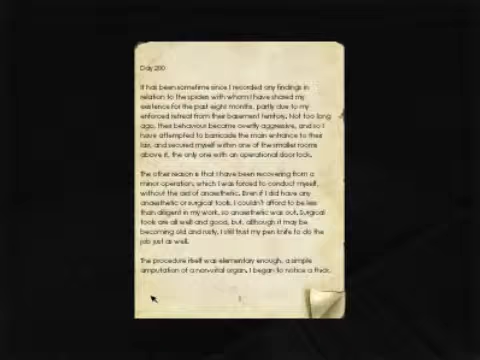 Day 200
It has been sometime since I recorded any findings in
relation to the spiders with whom I have shared my
existence for the past eight months, partly due to my
enforced retreat from their basement territory. Not too long
ago, their behaviour became overtly aggressive, and so I
have attempted to barricade the main entrance to their
lair, and secured myself within one of the smaller rooms
above it, the only one with an operational door lock.
The other reason is that I have been recovering from a
minor operation, which I was forced to conduct myself,
without the aid of anaesthetic. Even if I did have any
anaesthetic or surgical tools, I couldn't afford to be less
than diligent in my work, so anaesthetic was out. Surgical
tools are all well and good, but, although it may be
becoming old and rusty, I still trust my pen knife to do the
job just as well.
The procedure itself was elementary enough, a simple
amputation of a non-vital organ. I began to notice a thick,
1